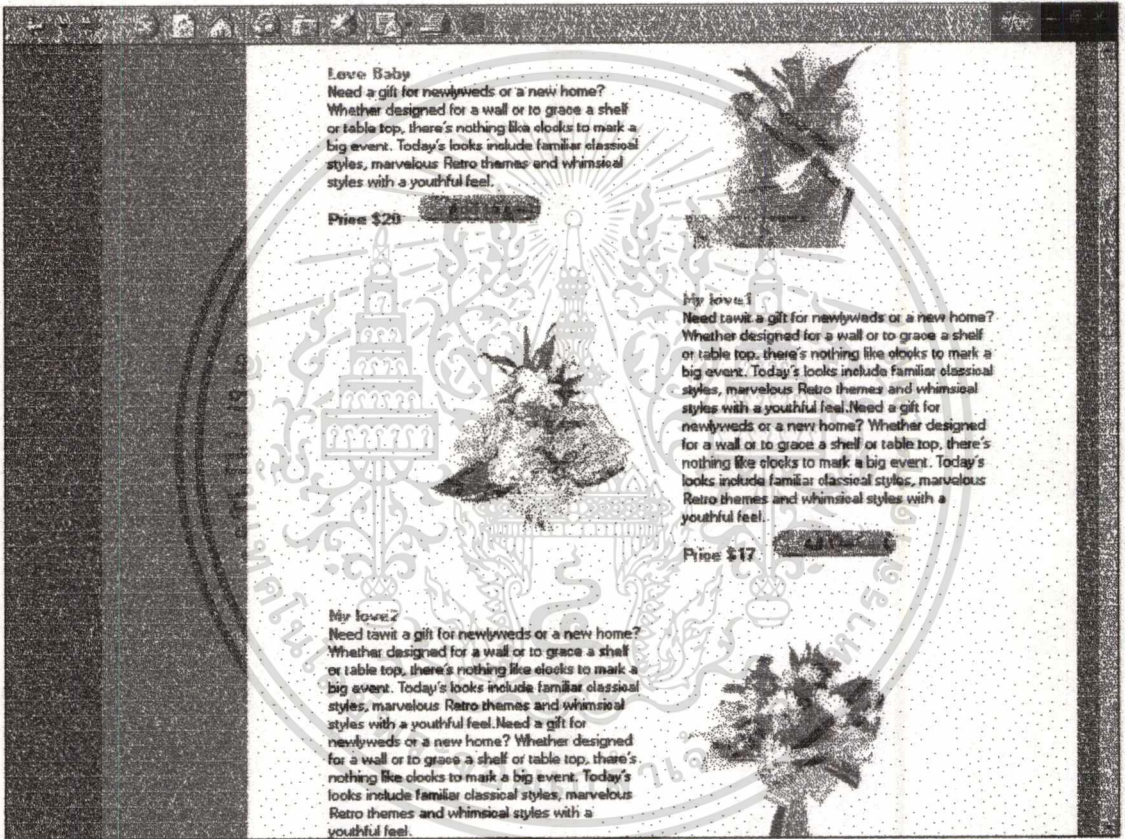 Love Baby
Need a gift for newlyweds or a new home?
Whether designed for a wall or to grace a shelf
or table top, there's nothing like clocks to mark a
big event. Today's looks include familiar classical
styles, marvelous Retro themes and whimsical
styles with a youthful feel.
Price $20
My love1
Need tawit a gift for newlyweds or a new home?
Whether designed for a wall or to grace a shelf
or table top, there's nothing like clocks to mark a
big event. Today's looks include familiar classical
styles, marvelous Retro themes and whimsical
styles with a youthful feel.Need a gift for
newlyweds or a new home? Whether designed
for a wall or to grace a shelf or table top, there's
nothing like clocks to mark a big event. Today's
looks include familiar classical styles, marvelous
Retro themes and whimsical styles with a
youthful feel.
Price $17
My love2
Need tawit a gift for newlyweds or a new home?
Whether designed for a wall or to grace a shelf
or table top, there's nothing like clocks to mark a
big event. Today's looks include familiar classical
styles, marvelous Retro themes and whimsical
styles with a youthful feel.Need a gift for
newlyweds or a new home? Whether designed
for a wall or to grace a shelf or table top, there's
nothing like clocks to mark a big event. Today's
looks include familiar classical styles, marvelous
Retro themes and whimsical styles with a
youthful feel.